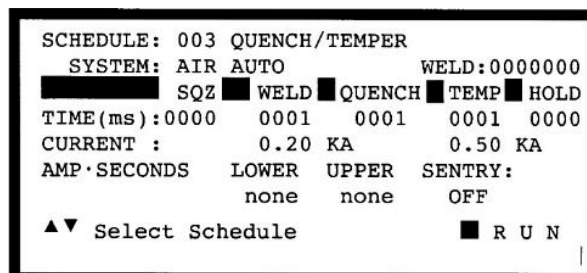 SCHEDULE: 003 QUENCH/TEMPER
SYSTEM: AIR AUTO WELD:0000000
SQZ WELD QUENCH TEMP HOLD
TIME(ms):0000 0001 0001 0001 0000
CURRENT : 0.20 KA 0.50 KA
AMP·SECONDS LOWER UPPER SENTRY:
none none OFF
▲▼ Select Schedule R U N